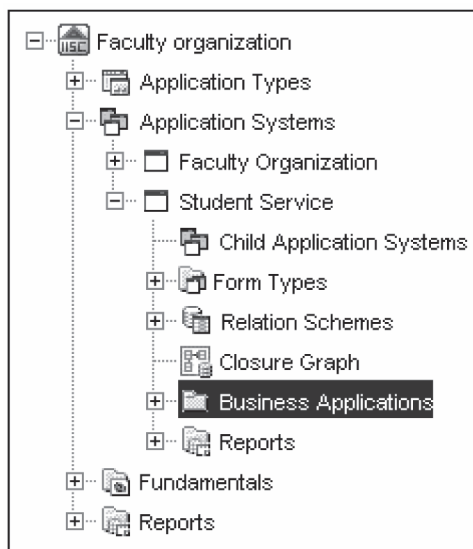 IISC Faculty organization
Application Types
Application Systems
Faculty Organization
Student Service
Child Application Systems
Form Types
Relation Schemes
Closure Graph
Business Applications
Reports
Fundamentals
Reports